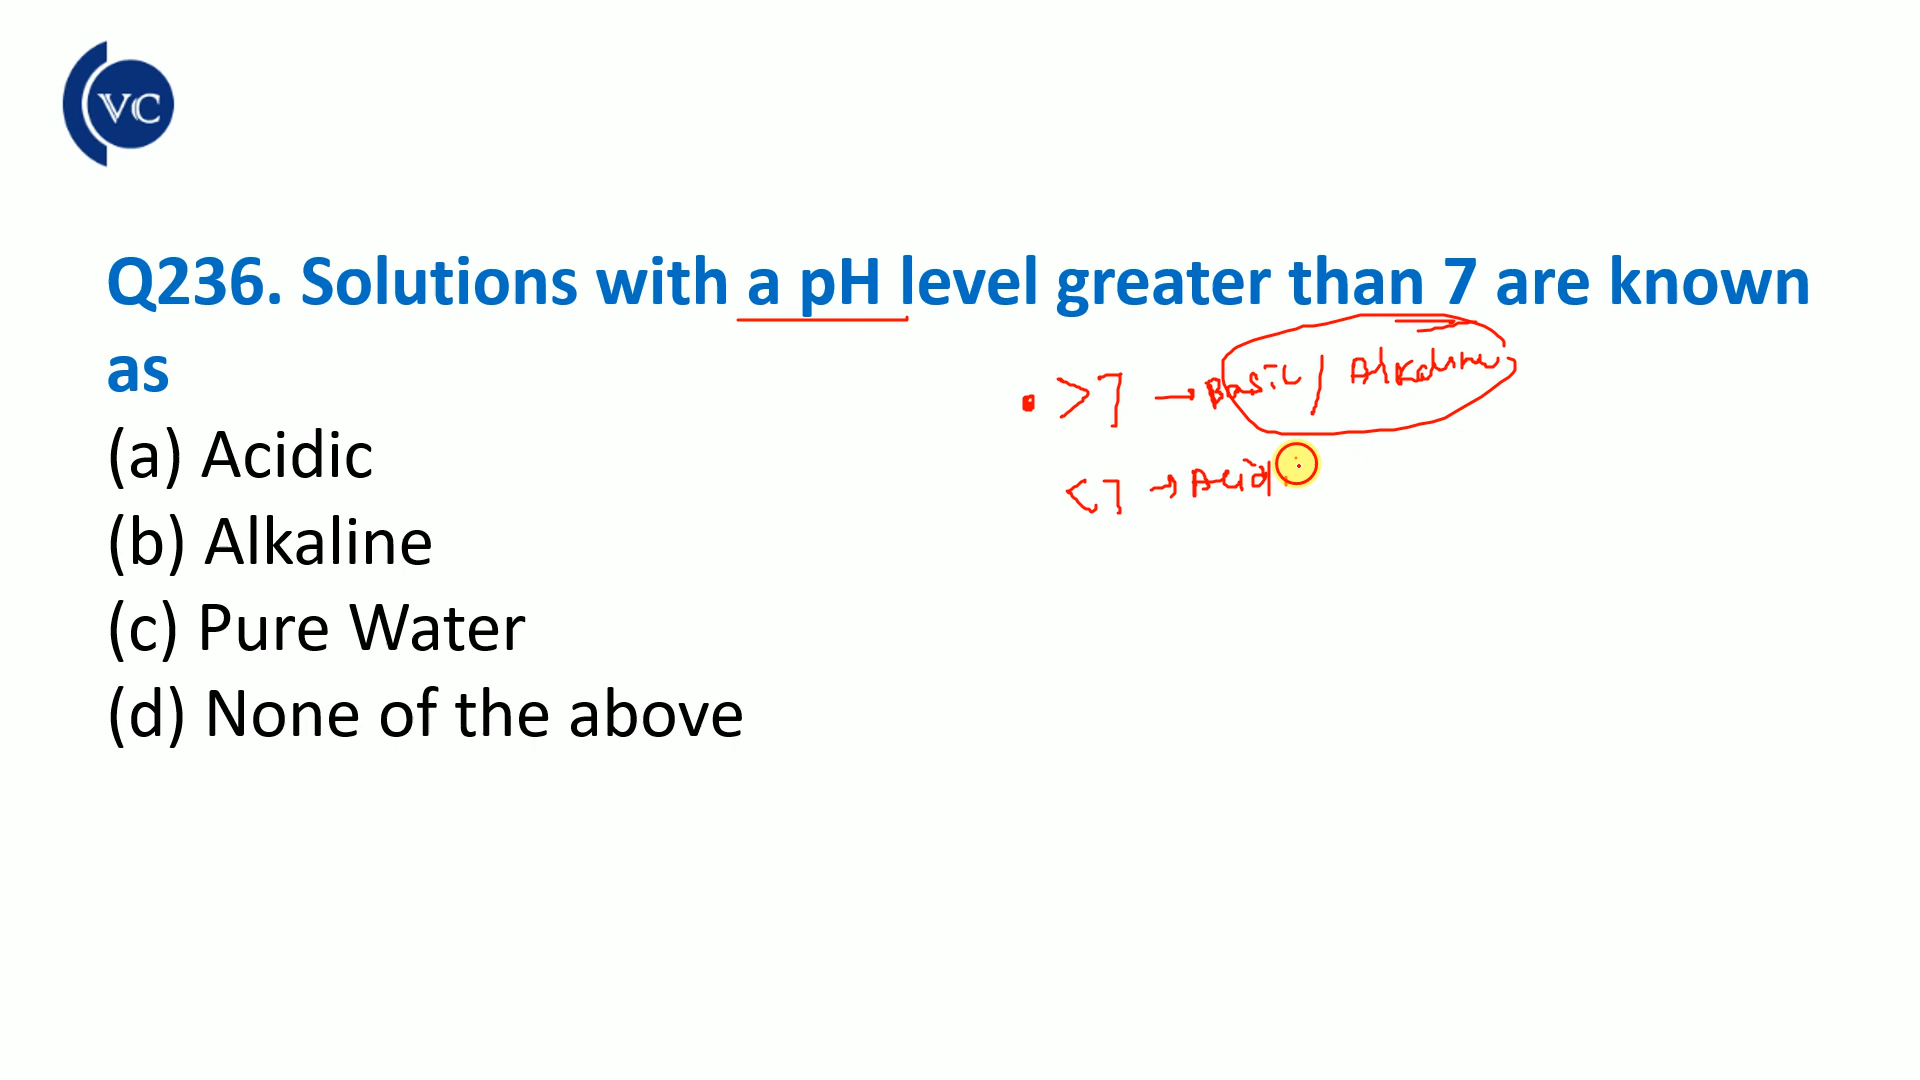 VC
Q236. Solutions with a pH level greater than 7 are known
as
>7 → Basic / Alkaline
(a) Acidic
<7 → Acid
(b) Alkaline
(c) Pure Water
(d) None of the above